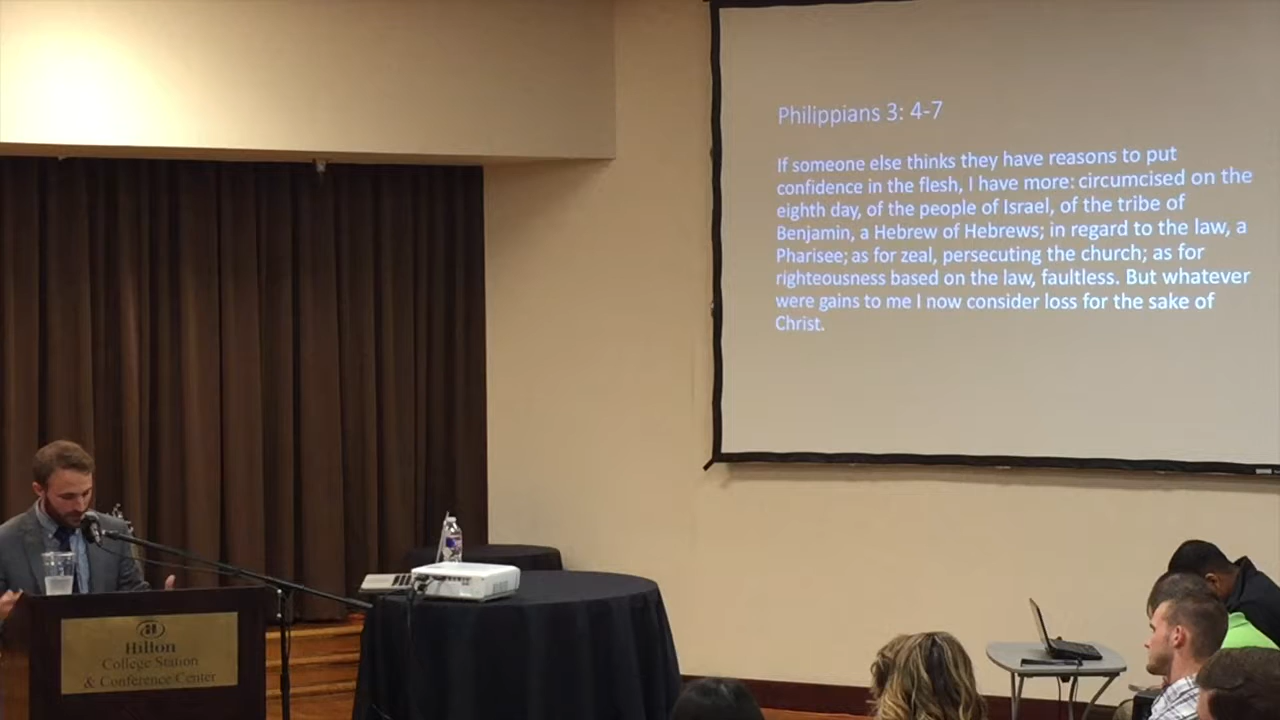 Philippians 3: 4-7
If someone else thinks they have reasons to put
confidence in the flesh, I have more: circumcised on the
eighth day, of the people of Israel, of the tribe of
Benjamin, a Hebrew of Hebrews; in regard to the law, a
Pharisee; as for zeal, persecuting the church; as for
righteousness based on the law, faultless. But whatever
were gains to me I now consider loss for the sake of
Christ.
Hilton
College Station
& Conference Center